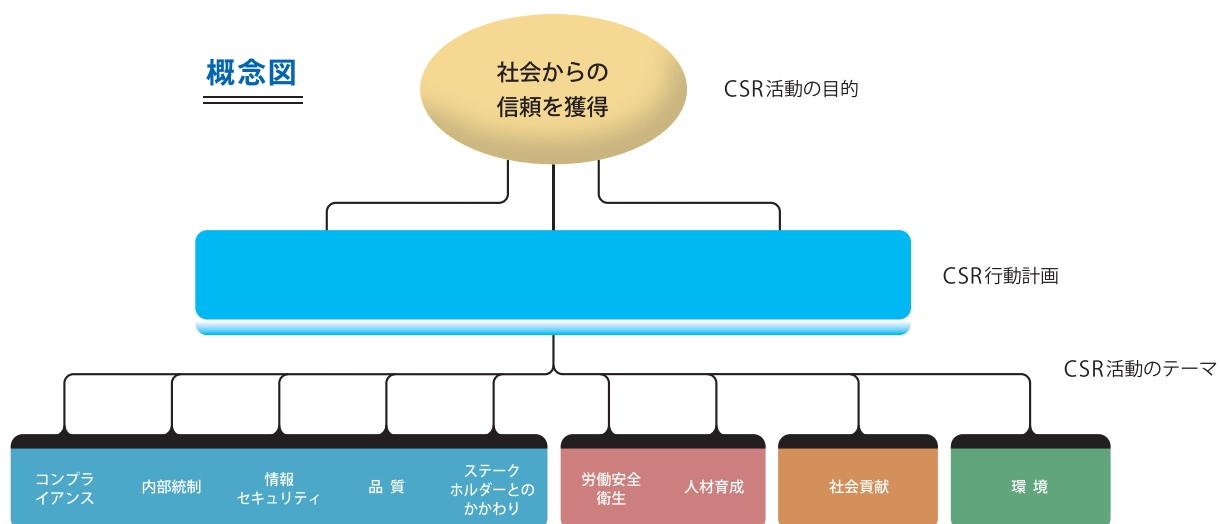 概念図
社会からの
信頼を獲得
CSR活動の目的
CSR行動計画
CSR活動のテーマ
コンプラ
イアンス
内部統制
情報
セキュリティ
品 質
ステーク
ホルダーとの
かかわり
労働安全
衛生
人材育成
社会貢献
環 境